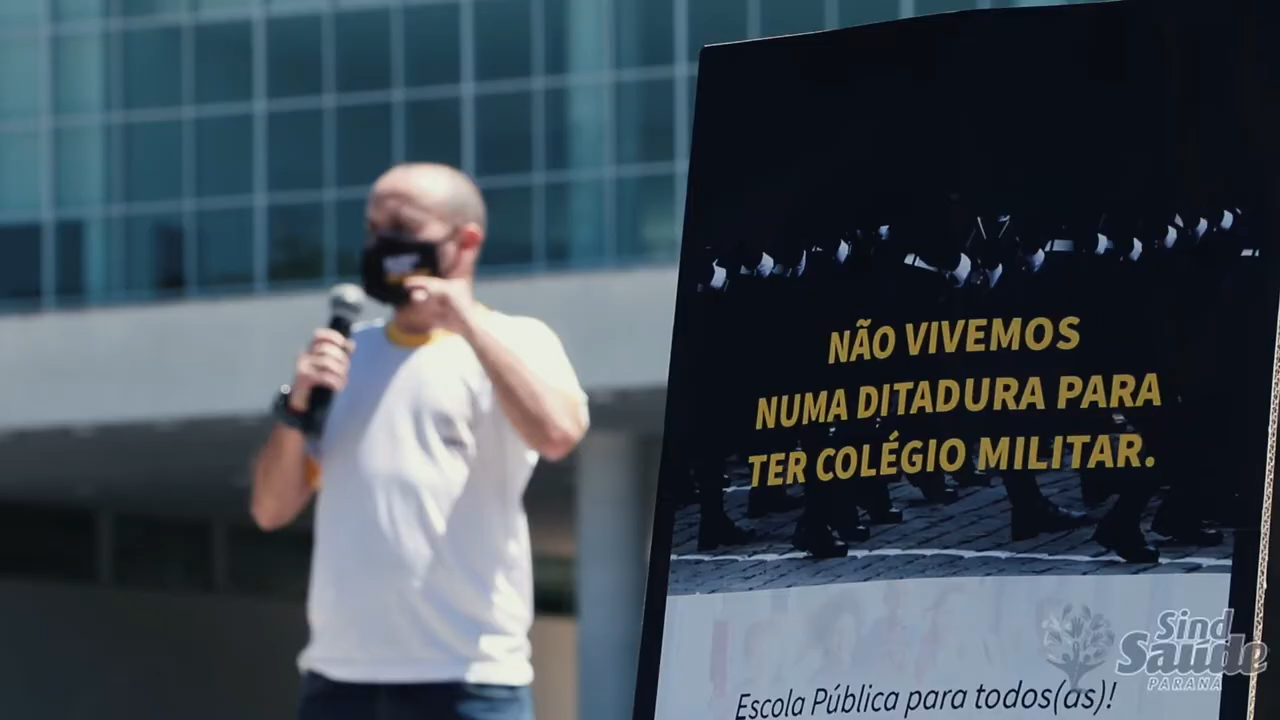 NÃO VIVEMOS
NUMA DITADURA PARA
TER COLÉGIO MILITAR.
Escola Pública para todos(as)!
Sind
Saúde
PARANÁ